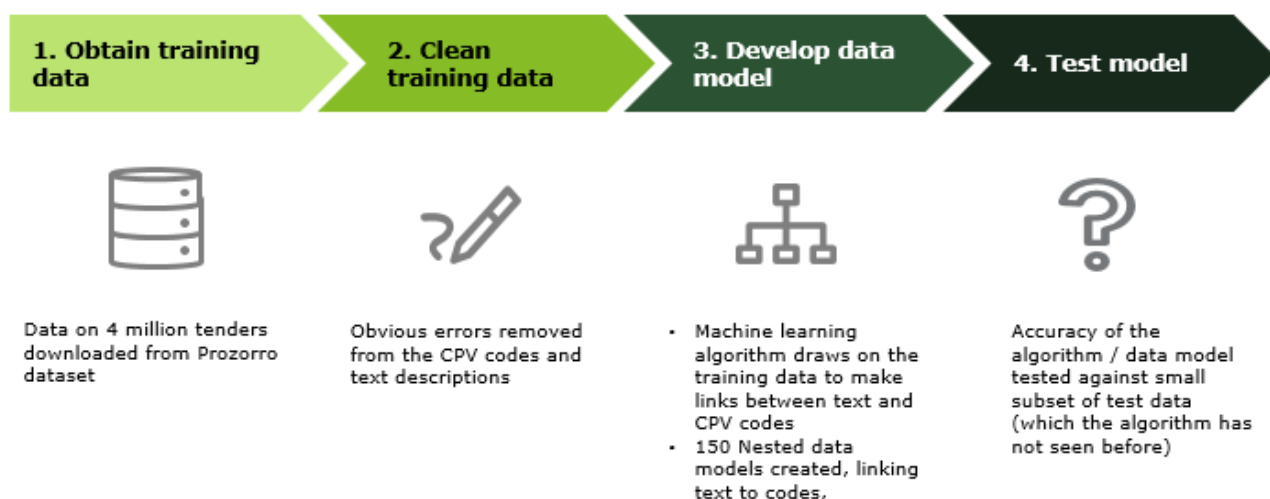 1. Obtain training
data
2. Clean
training data
3. Develop data
model
4. Test model
Data on 4 million tenders
downloaded from Prozorro
dataset
Obvious errors removed
from the CPV codes and
text descriptions
• Machine learning
algorithm draws on the
training data to make
links between text and
CPV codes
• 150 Nested data
models created, linking
text to codes,
Accuracy of the
algorithm / data model
tested against small
subset of test data
(which the algorithm has
not seen before)